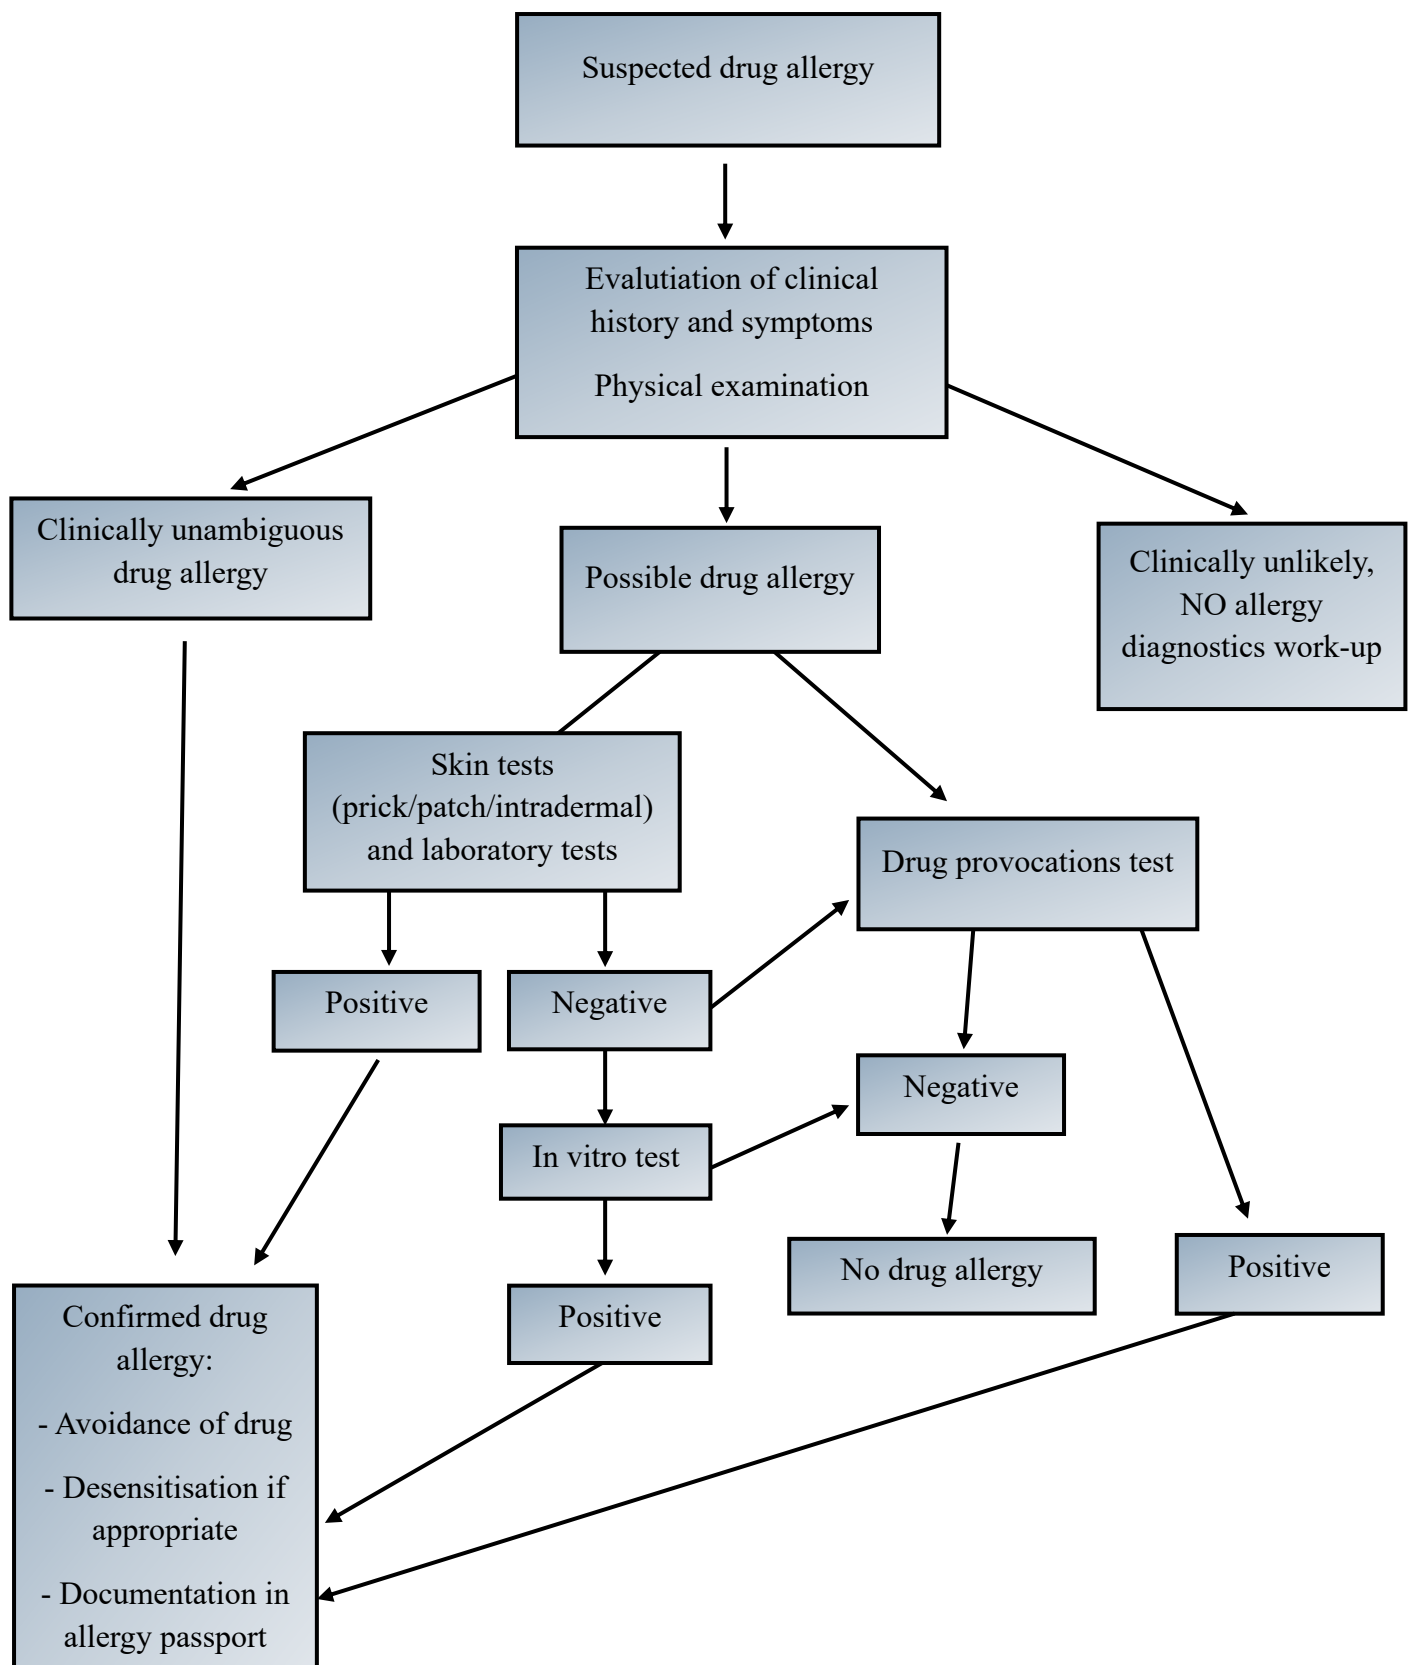 Suspected drug allergy
Evalutiation of clinical
history and symptoms
Physical examination
Clinically unambiguous
drug allergy
Possible drug allergy
Clinically unlikely,
NO allergy
diagnostics work-up
Skin tests
(prick/patch/intradermal)
and laboratory tests
Drug provocations test
Positive
Negative
Negative
In vitro test
No drug allergy
Positive
Positive
Confirmed drug
allergy:
- Avoidance of drug
- Desensitisation if
appropriate
- Documentation in
allergy passport